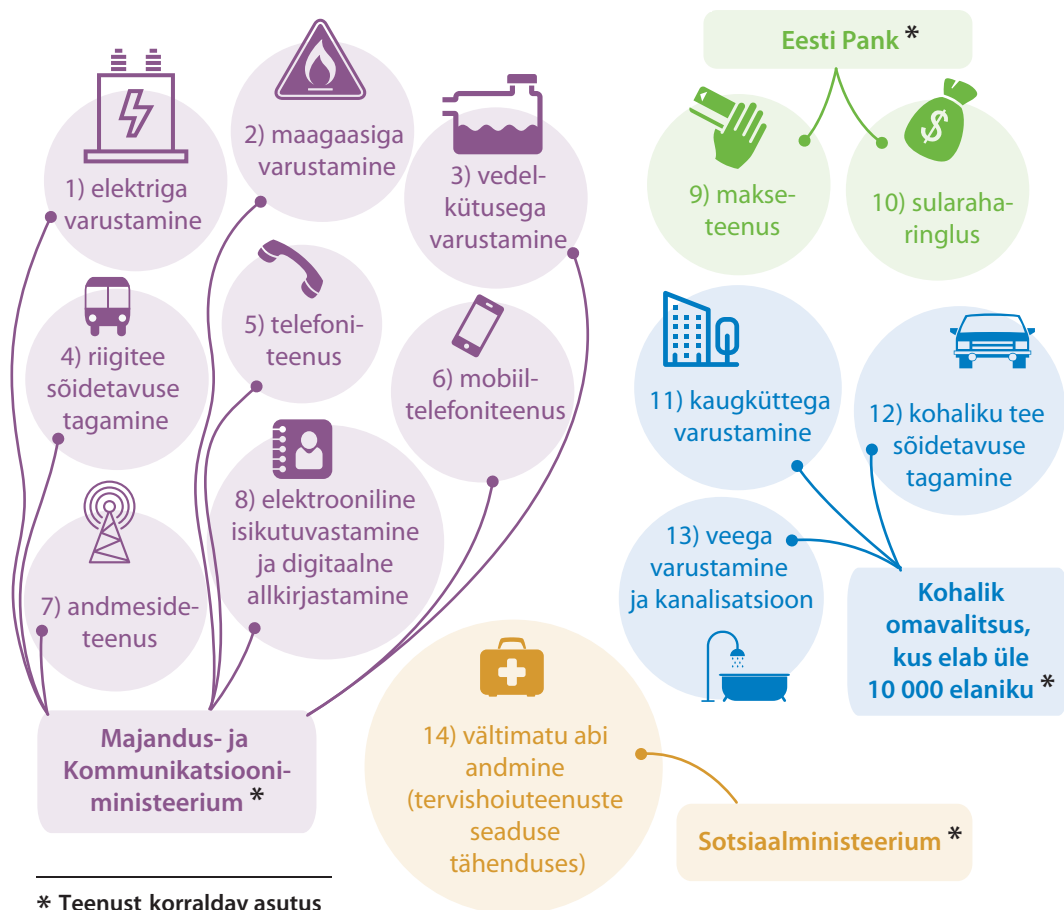 1) elektriga
varustamine
2) maagaasiga
varustamine
3) vedel-
kütusega
varustamine
4) riigitee
sõidetavuse
tagamine
5) telefoni-
teenus
6) mobiil-
telefoniteenus
7) andmeside-
teenus
8) elektrooniline
isikutuvastamine
ja digitaalne
allkirjastamine
Majandus- ja
Kommunikatsiooni-
ministeerium *
Eesti Pank *
9) makse-
teenus
$
10) sularaha-
ringlus
11) kaugküttega
varustamine
12) kohaliku tee
sõidetavuse
tagamine
13) veega
varustamine
ja kanalisatsioon
Kohalik
omavalitsus,
kus elab üle
10 000 elaniku *
14) vältimatu abi
andmine
(tervishoiuteenuste
seaduse
tähenduses)
Sotsiaalministeerium *
* Teenust korraldav asutus